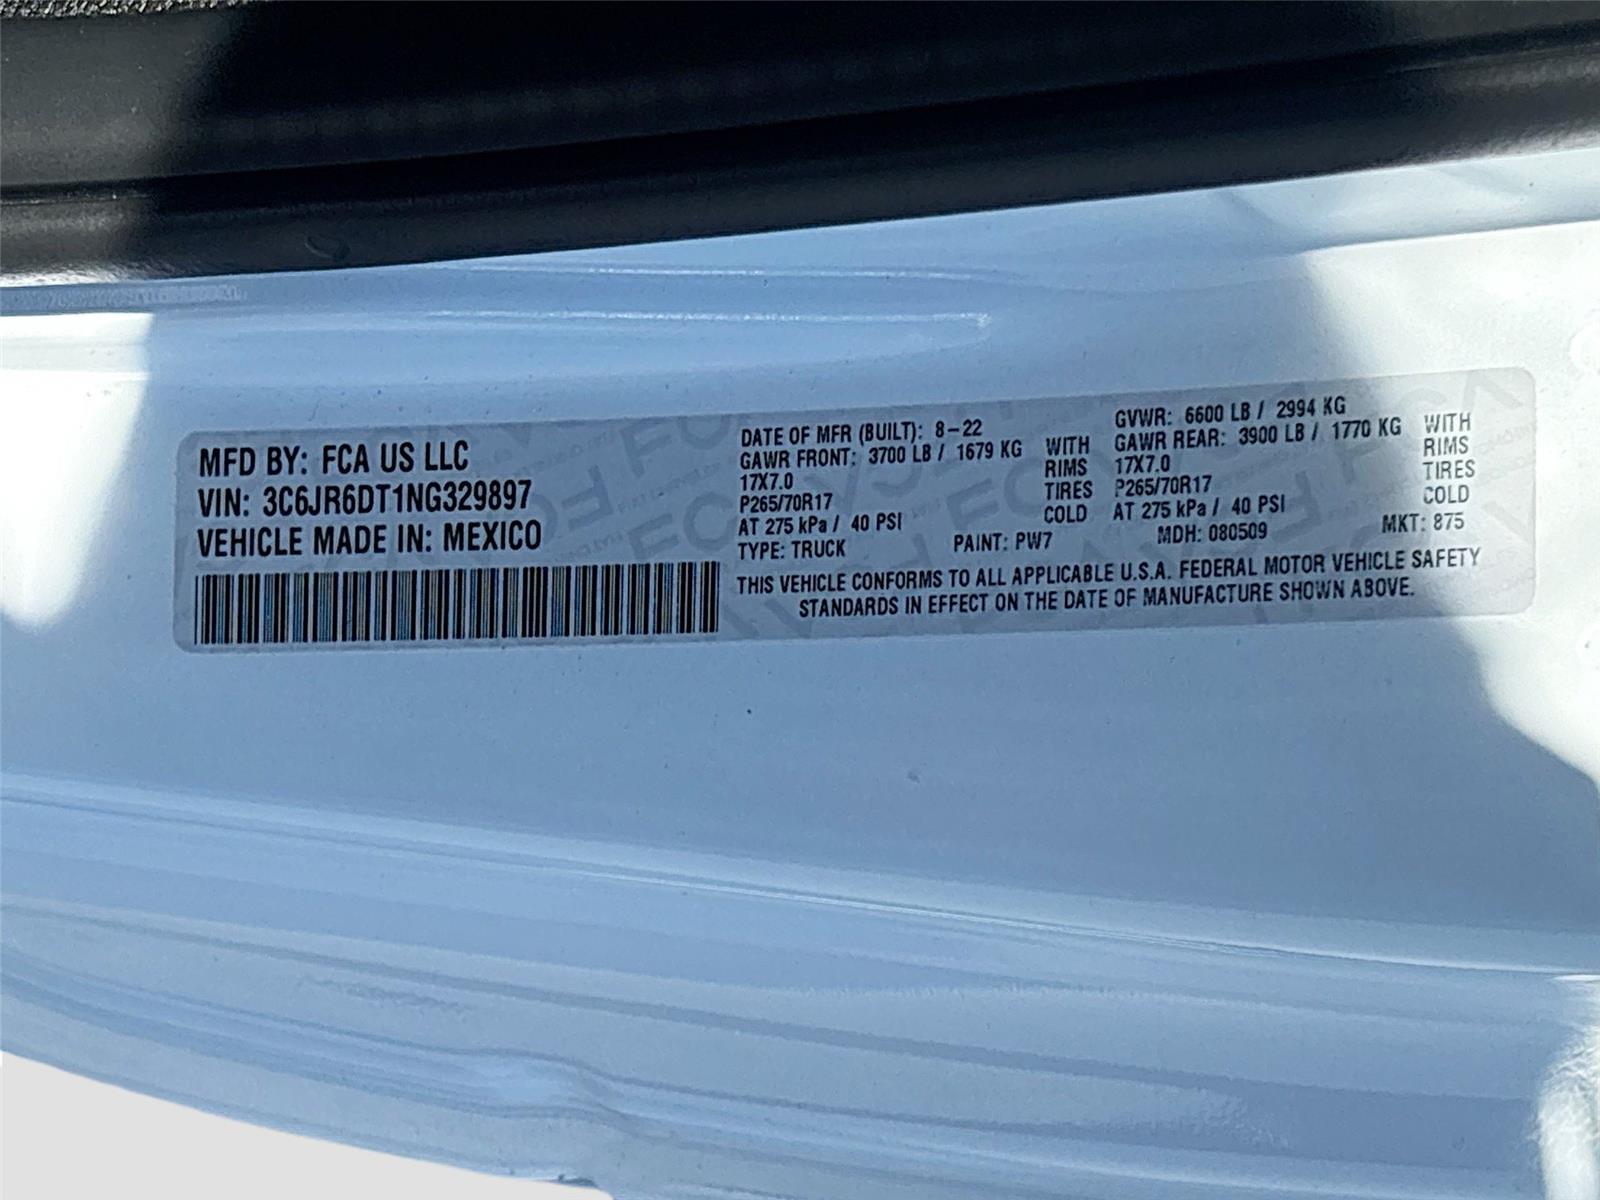 MFD BY: FCA US LLC
VIN: 3C6JR6DT1NG329897
VEHICLE MADE IN: MEXICO
DATE OF MFR (BUILT): 8-22
GAWR FRONT: 3700 LB / 1679 KG WITH
17X7.0 RIMS
P265/70R17 TIRES
AT 275 kPa / 40 PSI COLD
TYPE: TRUCK
GVWR: 6600 LB / 2994 KG
GAWR REAR: 3900 LB / 1770 KG WITH
17X7.0 RIMS
P265/70R17 TIRES
AT 275 kPa / 40 PSI COLD
PAINT: PW7 MDH: 080509 MKT: 875
THIS VEHICLE CONFORMS TO ALL APPLICABLE U.S.A. FEDERAL MOTOR VEHICLE SAFETY
STANDARDS IN EFFECT ON THE DATE OF MANUFACTURE SHOWN ABOVE.